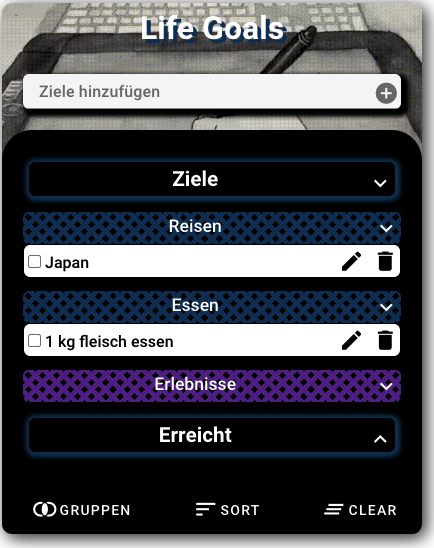 Life Goals
Ziele hinzufügen
Ziele
Reisen
Japan
Essen
1 kg fleisch essen
Erlebnisse
Erreicht
GRUPPEN SORT CLEAR